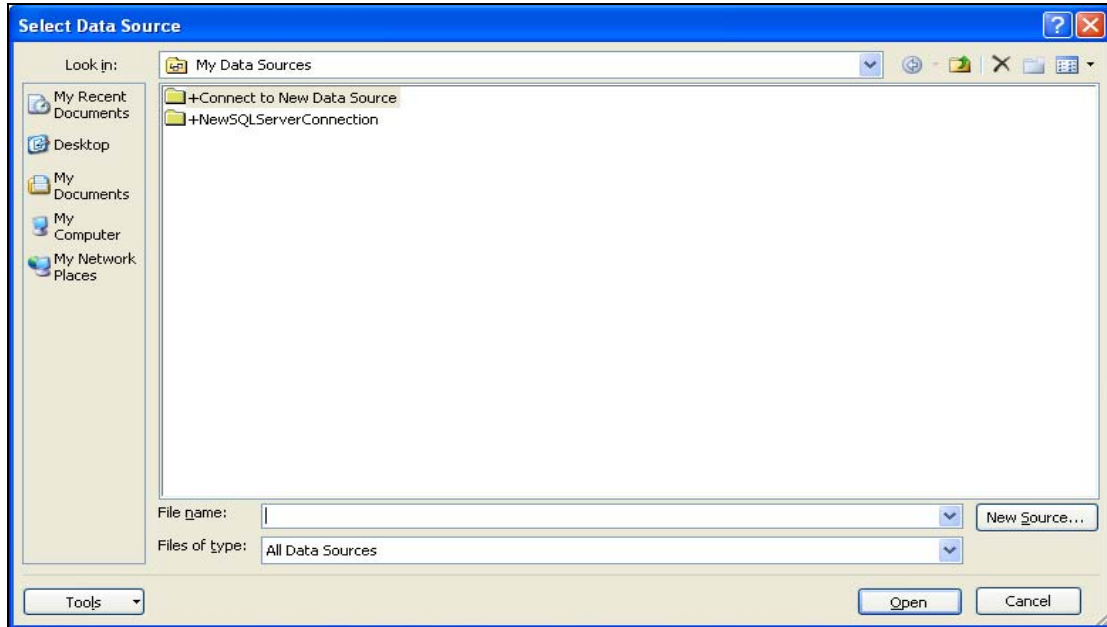 Select Data Source
Look in:
My Data Sources
My Recent
Documents
Desktop
My
Documents
My
Computer
My Network
Places
+Connect to New Data Source
+NewSQLServerConnection
File name:
New Source...
Files of type:
All Data Sources
Tools
Open
Cancel